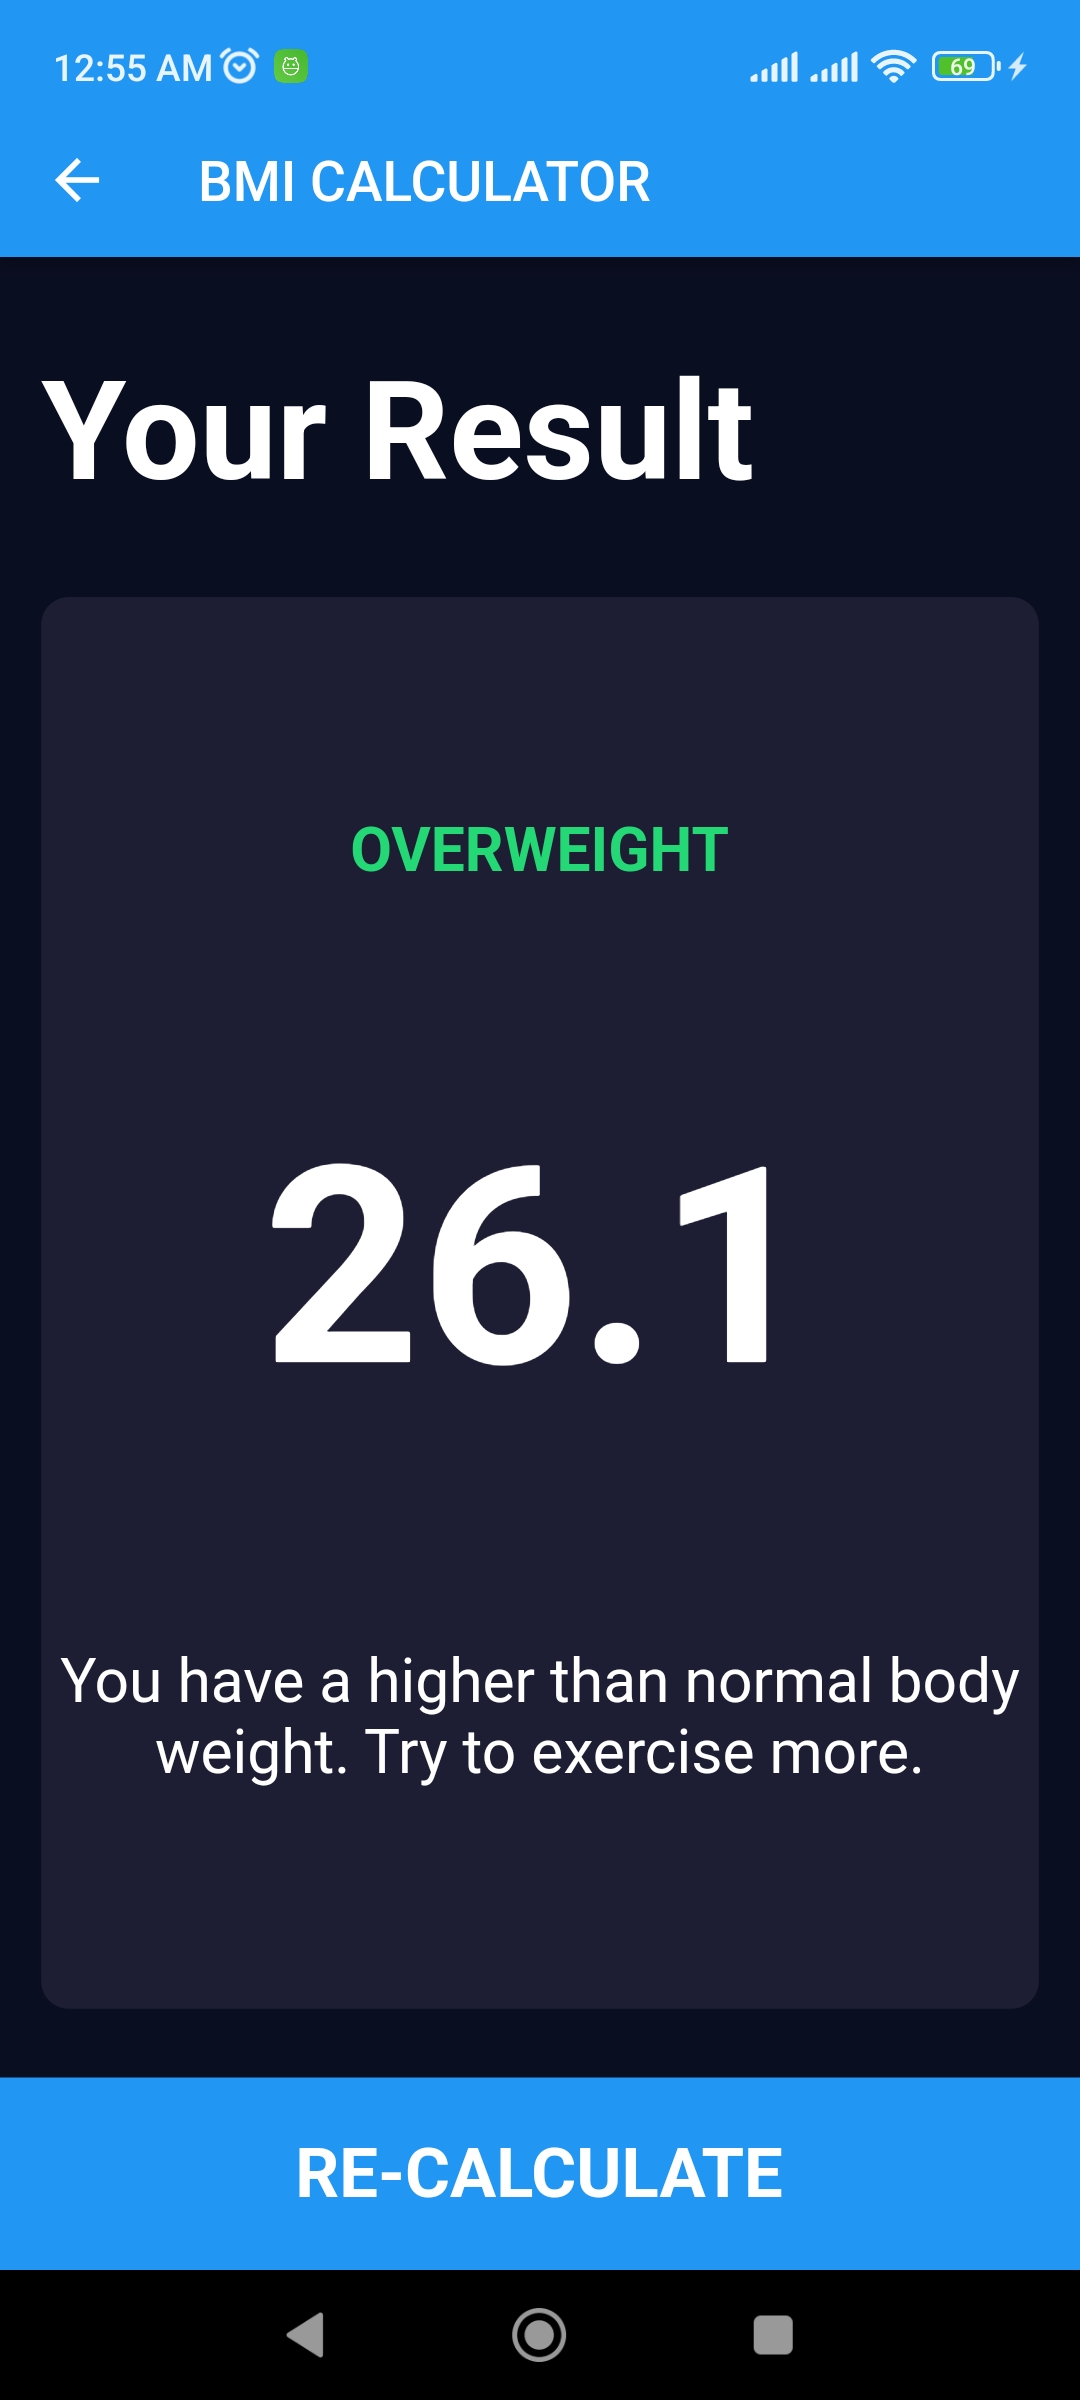 12:55 AM
69
BMI CALCULATOR
Your Result
OVERWEIGHT
26.1
You have a higher than normal body
weight. Try to exercise more.
RE-CALCULATE